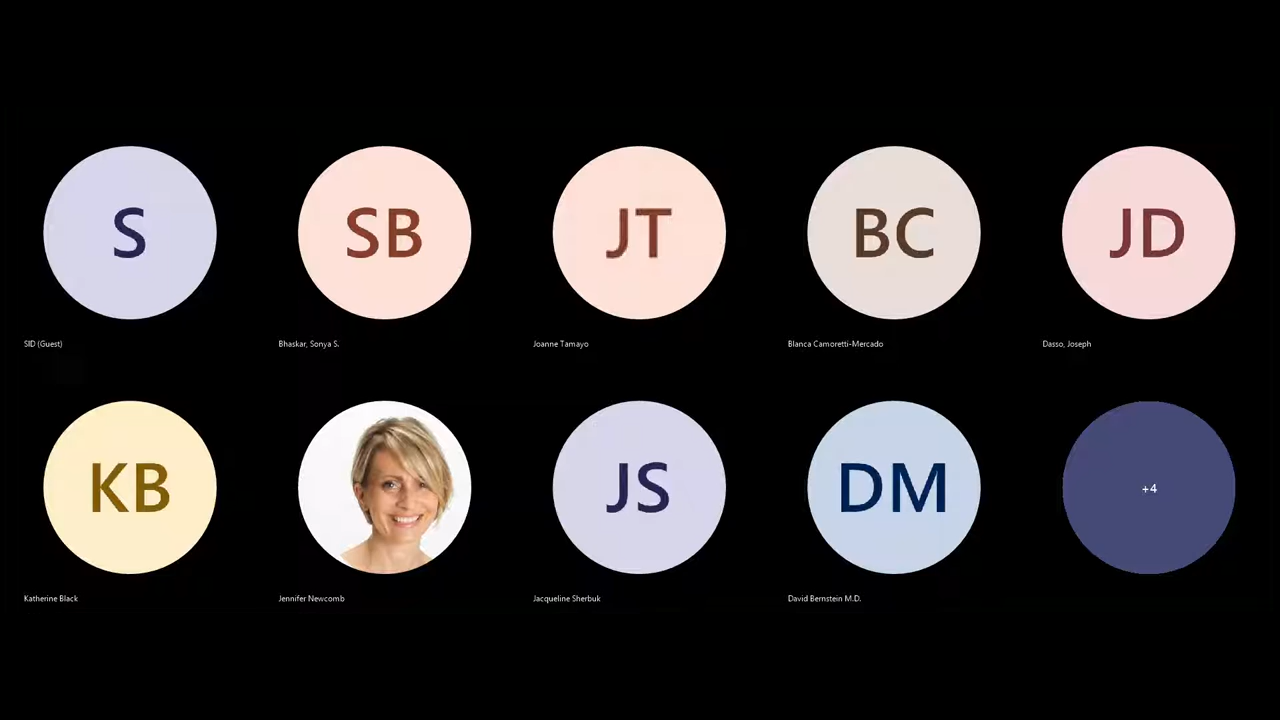 S
SB
JT
BC
JD
SID (Guest)
Bhaskar, Sonya S.
Joanne Tamayo
Blanca Camoretti-Mercado
Dasso, Joseph
KB
JS
DM
+4
Katherine Black
Jennifer Newcomb
Jacqueline Sherbuk
David Bernstein M.D.